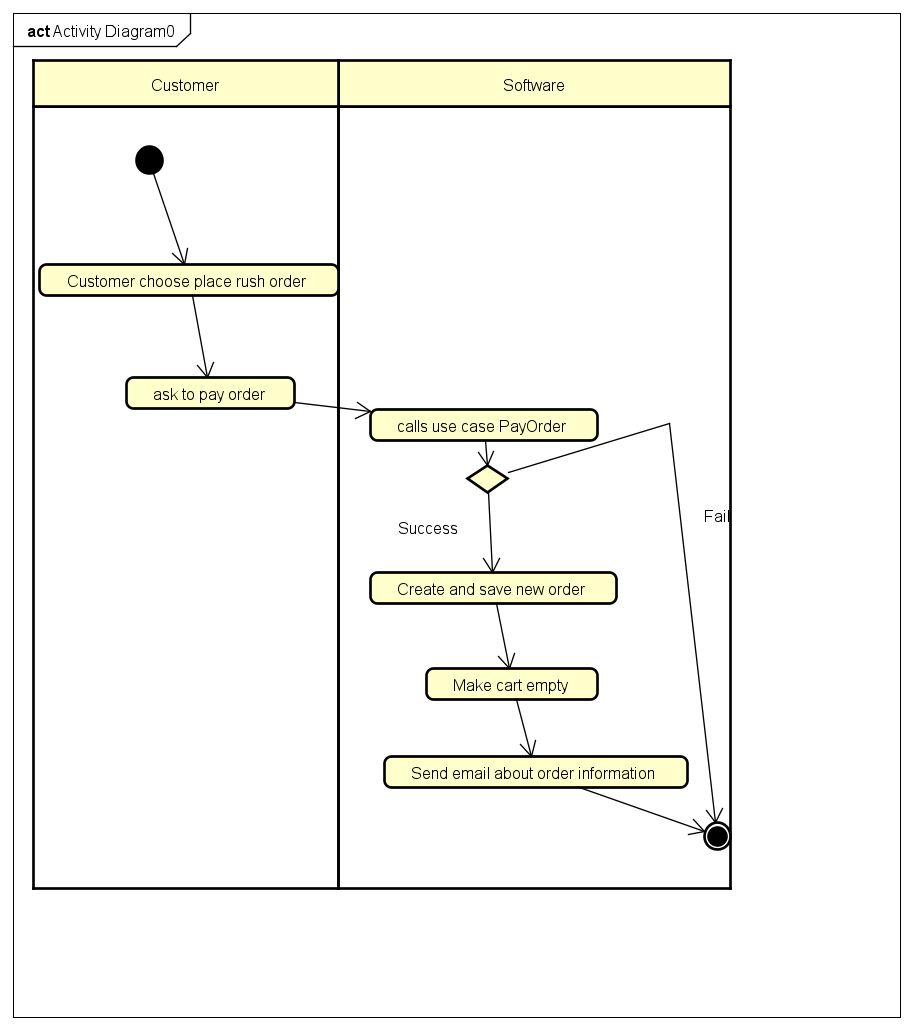 act Activity Diagram0
Customer
Software
Customer choose place rush order
ask to pay order
calls use case PayOrder
Fail
Success
Create and save new order
Make cart empty
Send email about order information